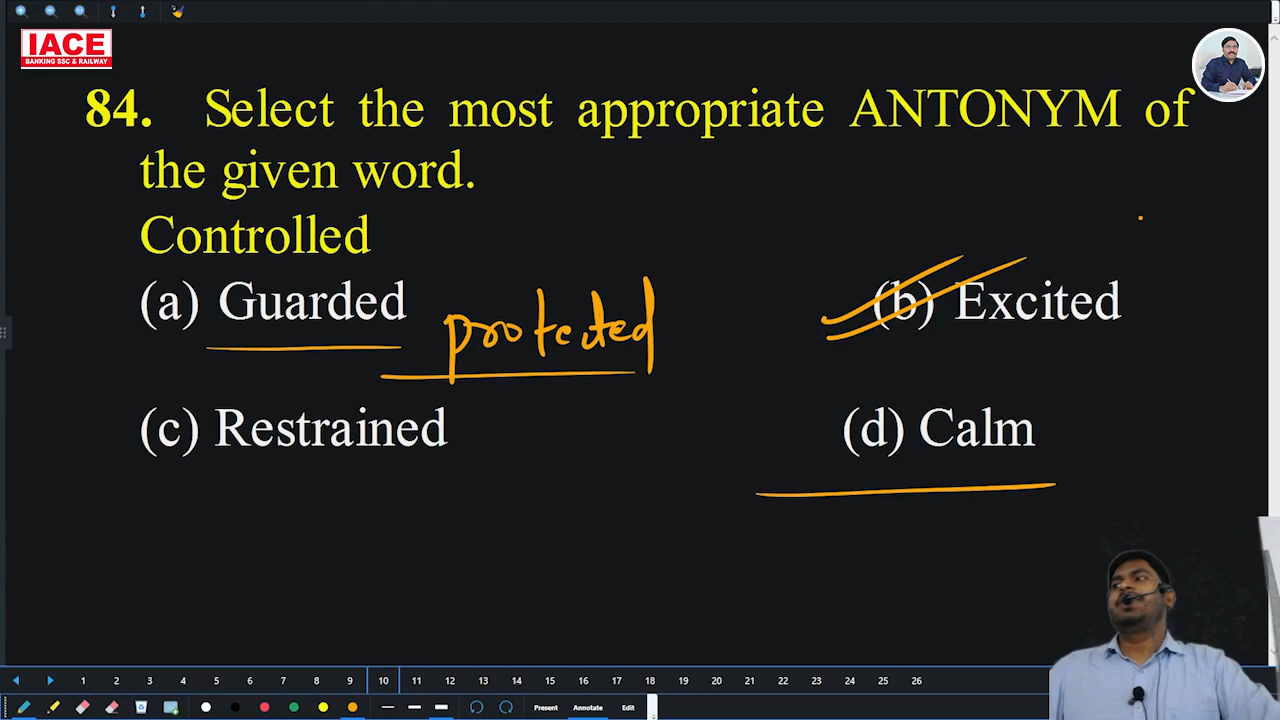 IACE
BANKING SSC & RAILWAY
84. Select the most appropriate ANTONYM of
the given word.
Controlled
(a) Guarded
protected
(b) Excited
(c) Restrained
(d) Calm
1 2 3 4 5 6 7 8 9 10 11 12 13 14 15 16 17 18 19 20 21 22 23 24 25 26
Present Annotate Edit